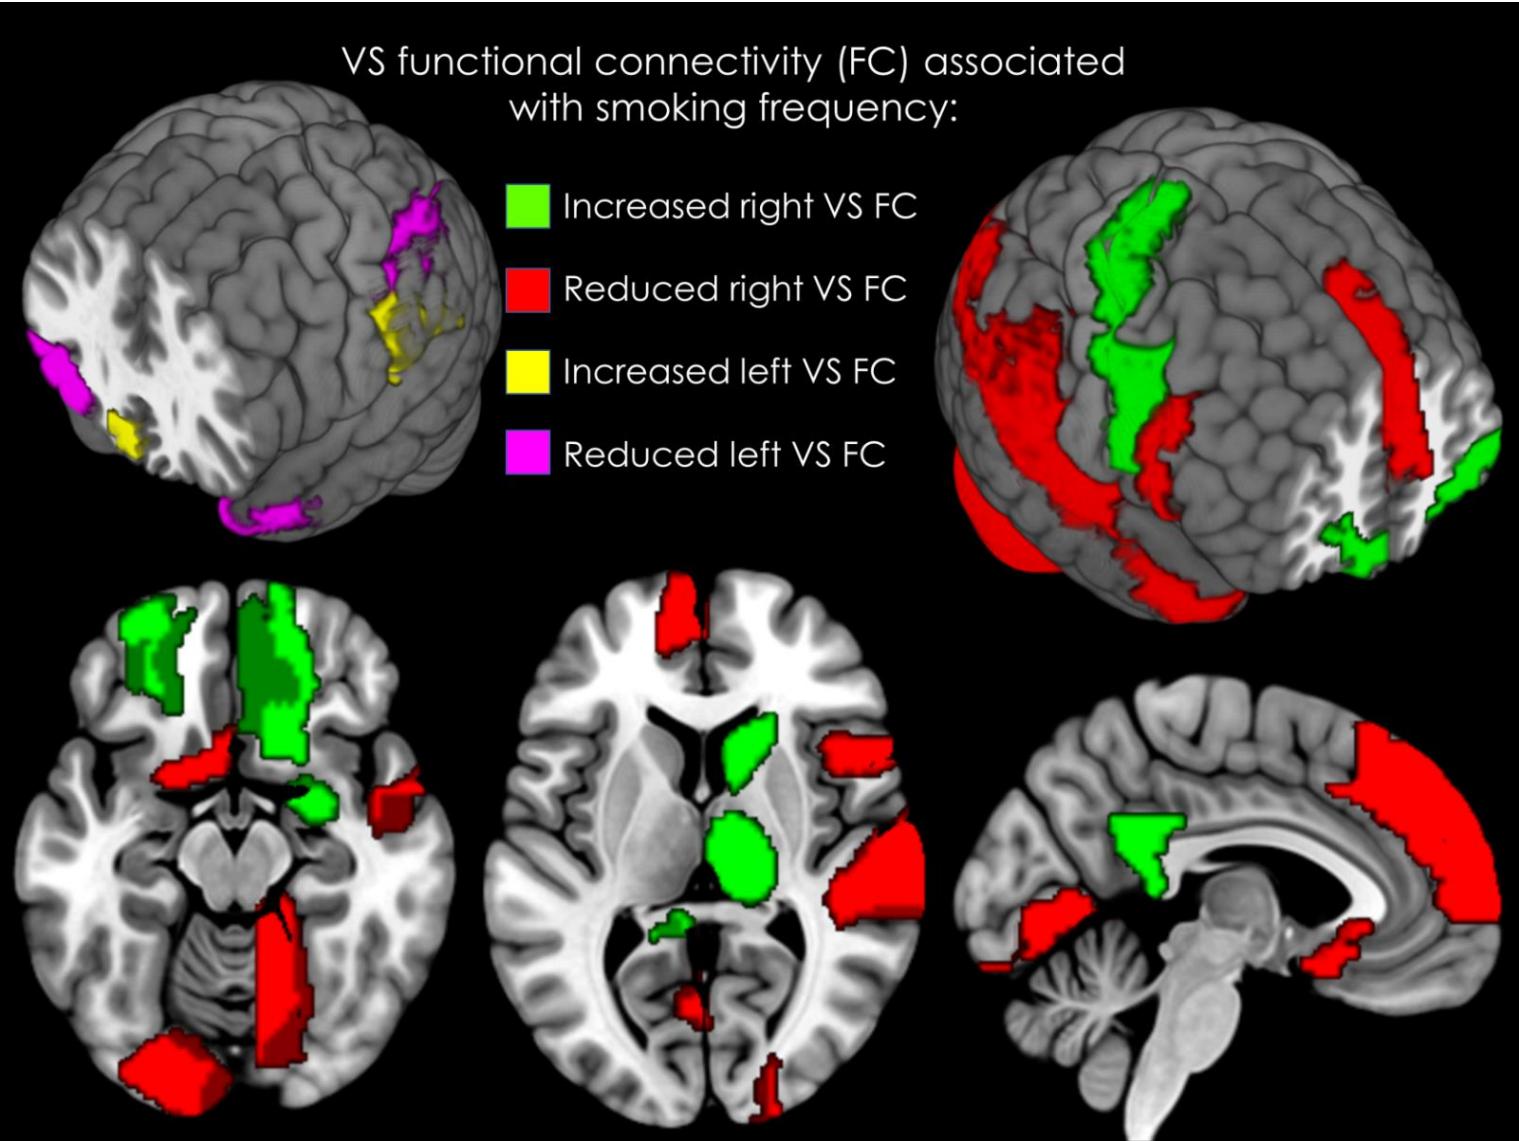 VS functional connectivity (FC) associated
with smoking frequency:
Increased right VS FC
Reduced right VS FC
Increased left VS FC
Reduced left VS FC